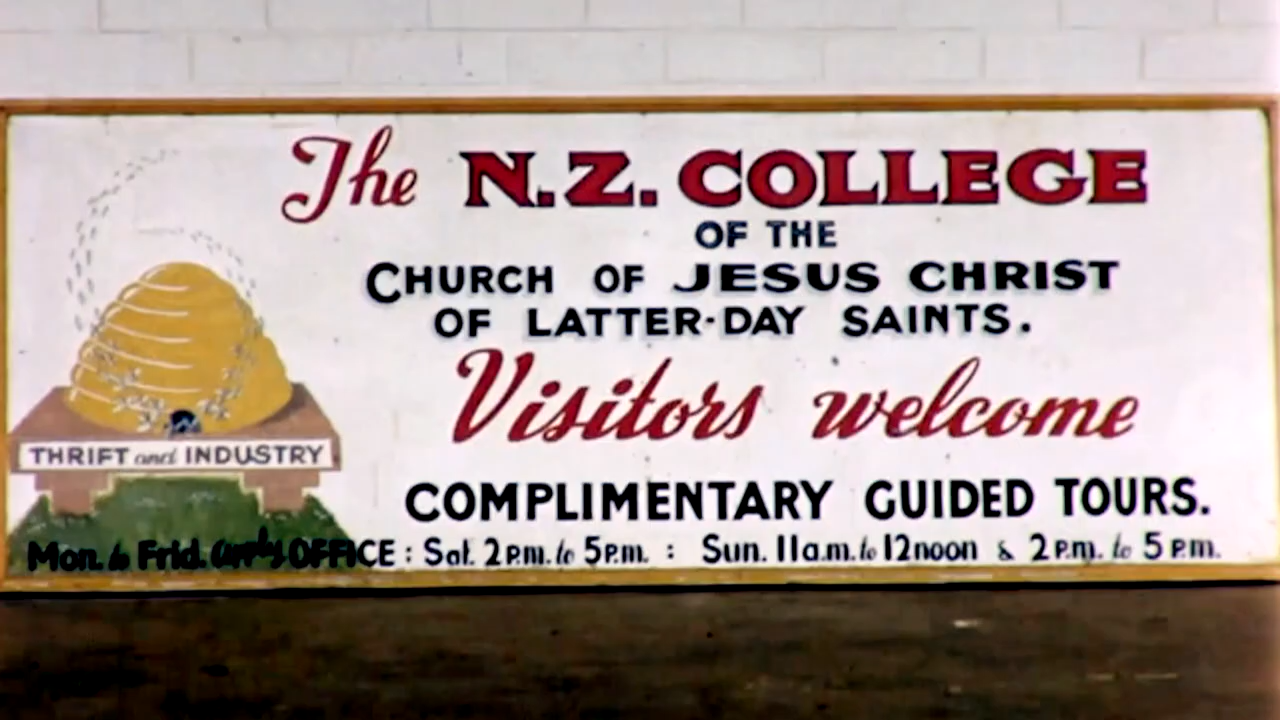 The N.Z. COLLEGE
OF THE
CHURCH OF JESUS CHRIST
OF LATTER-DAY SAINTS.
Visitors welcome
THRIFT and INDUSTRY
COMPLIMENTARY GUIDED TOURS.
Mon. to Frid. (apply) OFFICE : Sat. 2 P.m. to 5 P.m. : Sun. 11 a.m. to 12 noon & 2 P.m. to 5 P.m.